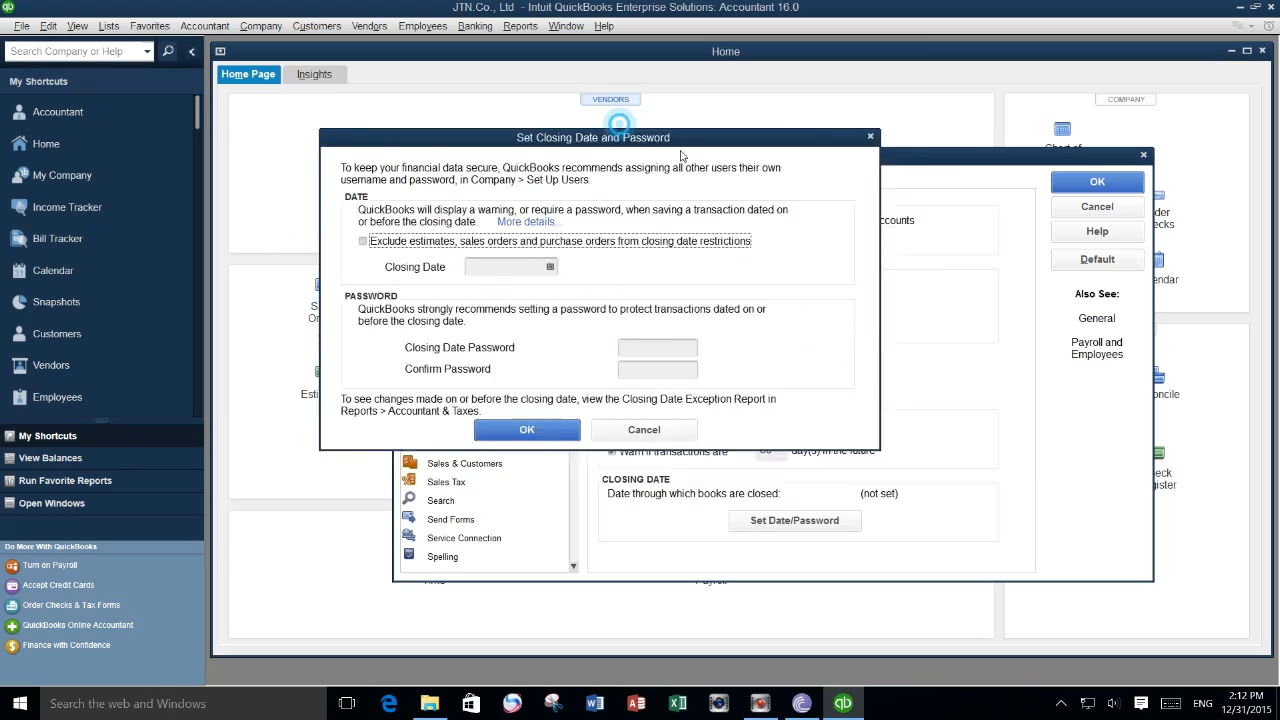 JTN.Co., Ltd - Intuit QuickBooks Enterprise Solutions: Accountant 16.0
File Edit View Lists Favorites Accountant Company Customers Vendors Employees Banking Reports Window Help
Search Company or Help
My Shortcuts
Accountant
Home
My Company
Income Tracker
Bill Tracker
Calendar
Snapshots
Customers
Vendors
Employees
My Shortcuts
View Balances
Run Favorite Reports
Open Windows
Do More With QuickBooks
Turn on Payroll
Accept Credit Cards
Order Checks & Tax Forms
QuickBooks Online Accountant
Finance with Confidence
Home
Home Page Insights
VENDORS
COMPANY
Set Closing Date and Password
To keep your financial data secure, QuickBooks recommends assigning all other users their own
username and password, in Company > Set Up Users.
DATE
QuickBooks will display a warning, or require a password, when saving a transaction dated on
or before the closing date. More details...
Exclude estimates, sales orders and purchase orders from closing date restrictions
Closing Date
PASSWORD
QuickBooks strongly recommends setting a password to protect transactions dated on or
before the closing date.
Closing Date Password
Confirm Password
To see changes made on or before the closing date, view the Closing Date Exception Report in
Reports > Accountant & Taxes.
OK Cancel
OK
Cancel
Help
Default
Also See:
General
Payroll and
Employees
Sales & Customers
Sales Tax
Search
Send Forms
Service Connection
Spelling
Warn if transactions are day(s) in the future
CLOSING DATE
Date through which books are closed: (not set)
Set Date/Password
Search the web and Windows
ENG
2:12 PM
12/31/2015